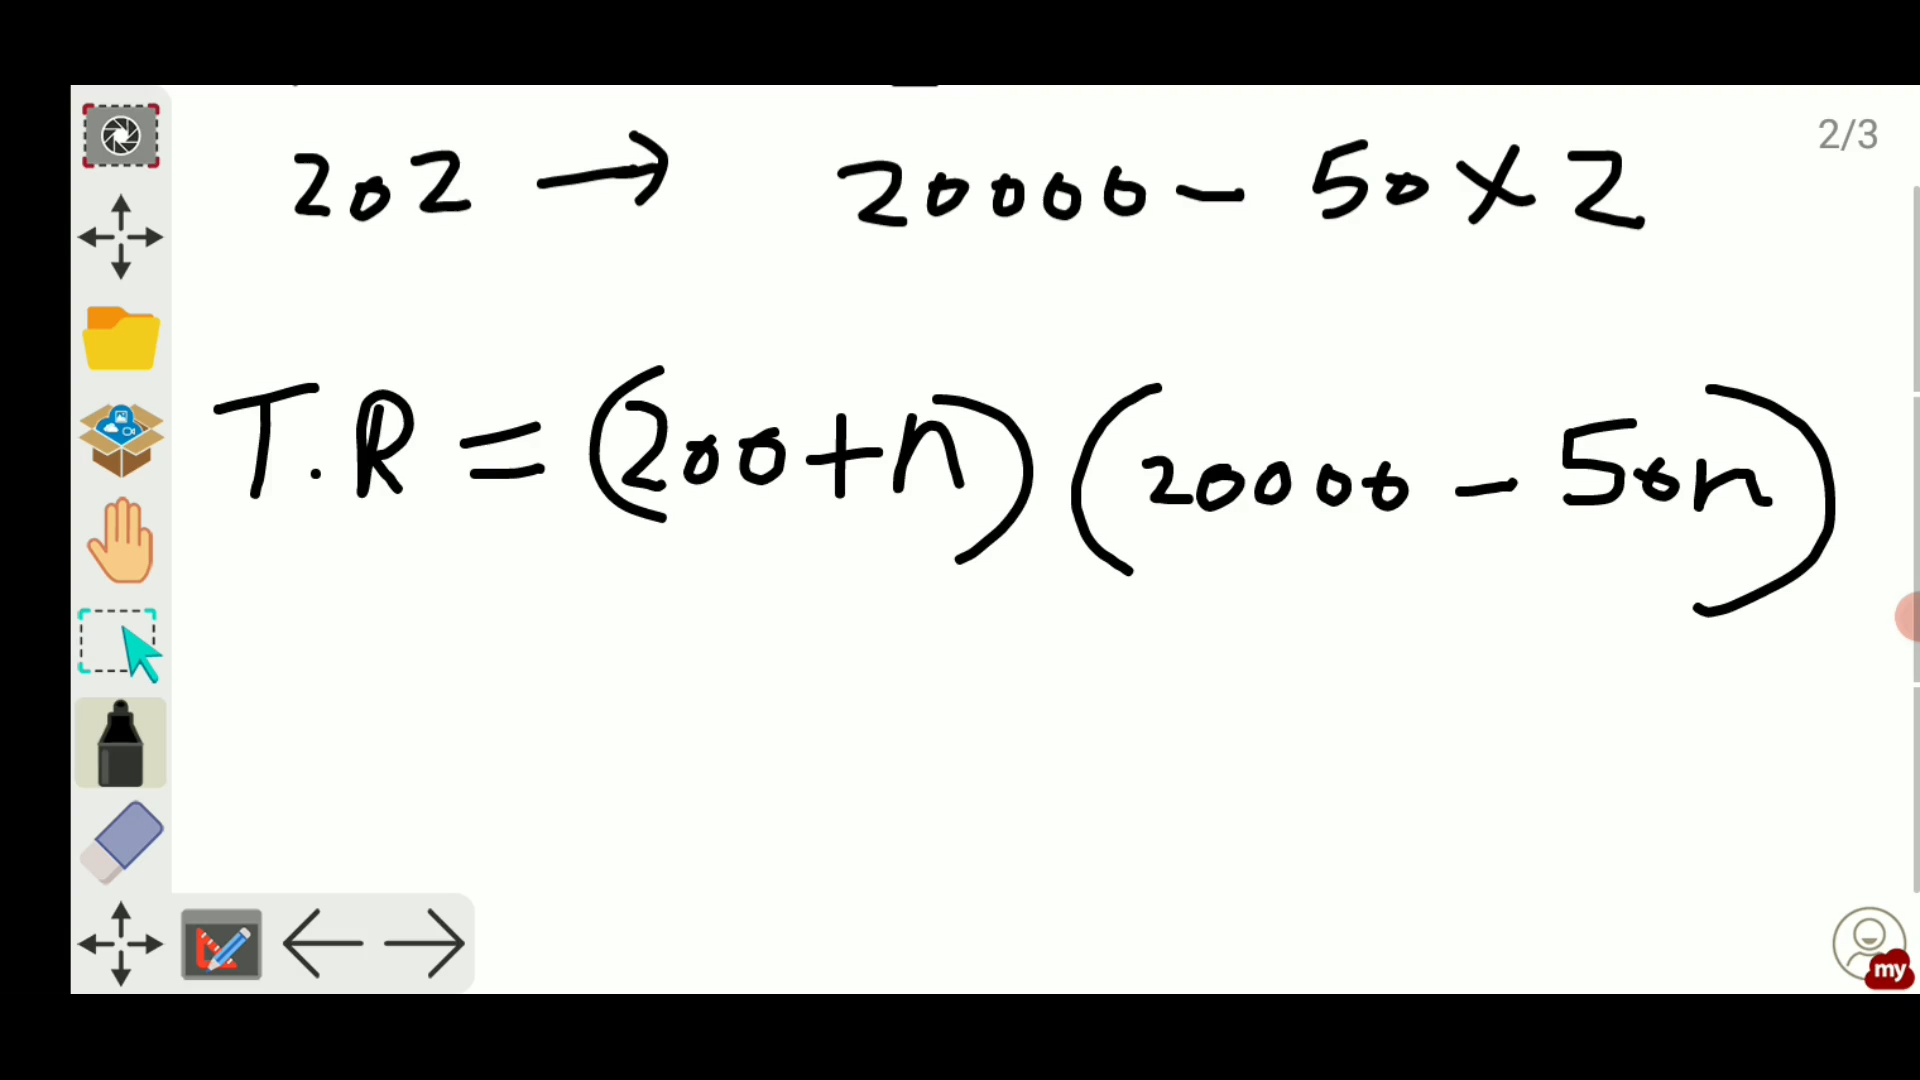 2/3
202 → 20000 - 50 X 2
T.R = (200+n) (20000 - 50n)
my